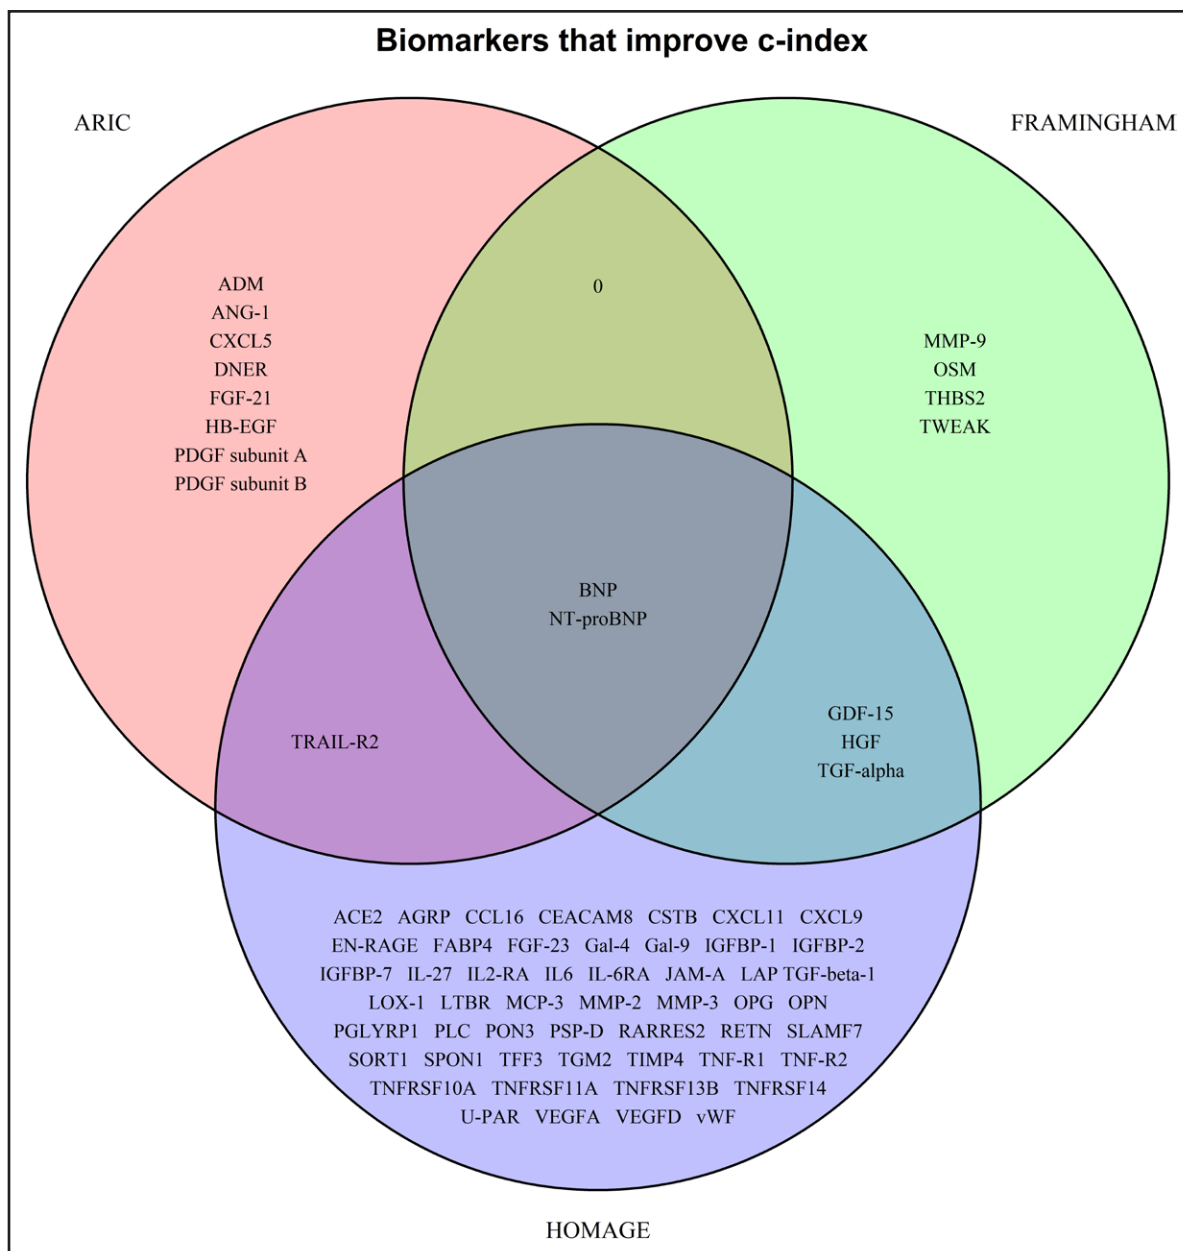 Biomarkers that improve c-index
ARIC
FRAMINGHAM
ADM
ANG-1
CXCL5
DNER
FGF-21
HB-EGF
PDGF subunit A
PDGF subunit B
0
MMP-9
OSM
THBS2
TWEAK
BNP
NT-proBNP
TRAIL-R2
GDF-15
HGF
TGF-alpha
ACE2 AGRP CCL16 CEACAM8 CSTB CXCL11 CXCL9
EN-RAGE FABP4 FGF-23 Gal-4 Gal-9 IGFBP-1 IGFBP-2
IGFBP-7 IL-27 IL2-RA IL6 IL-6RA JAM-A LAP TGF-beta-1
LOX-1 LTBR MCP-3 MMP-2 MMP-3 OPG OPN
PGLYRP1 PLC PON3 PSP-D RARRES2 RETN SLAMF7
SORT1 SPON1 TFF3 TGM2 TIMP4 TNF-R1 TNF-R2
TNFRSF10A TNFRSF11A TNFRSF13B TNFRSF14
U-PAR VEGFA VEGFD vWF
HOMAGE